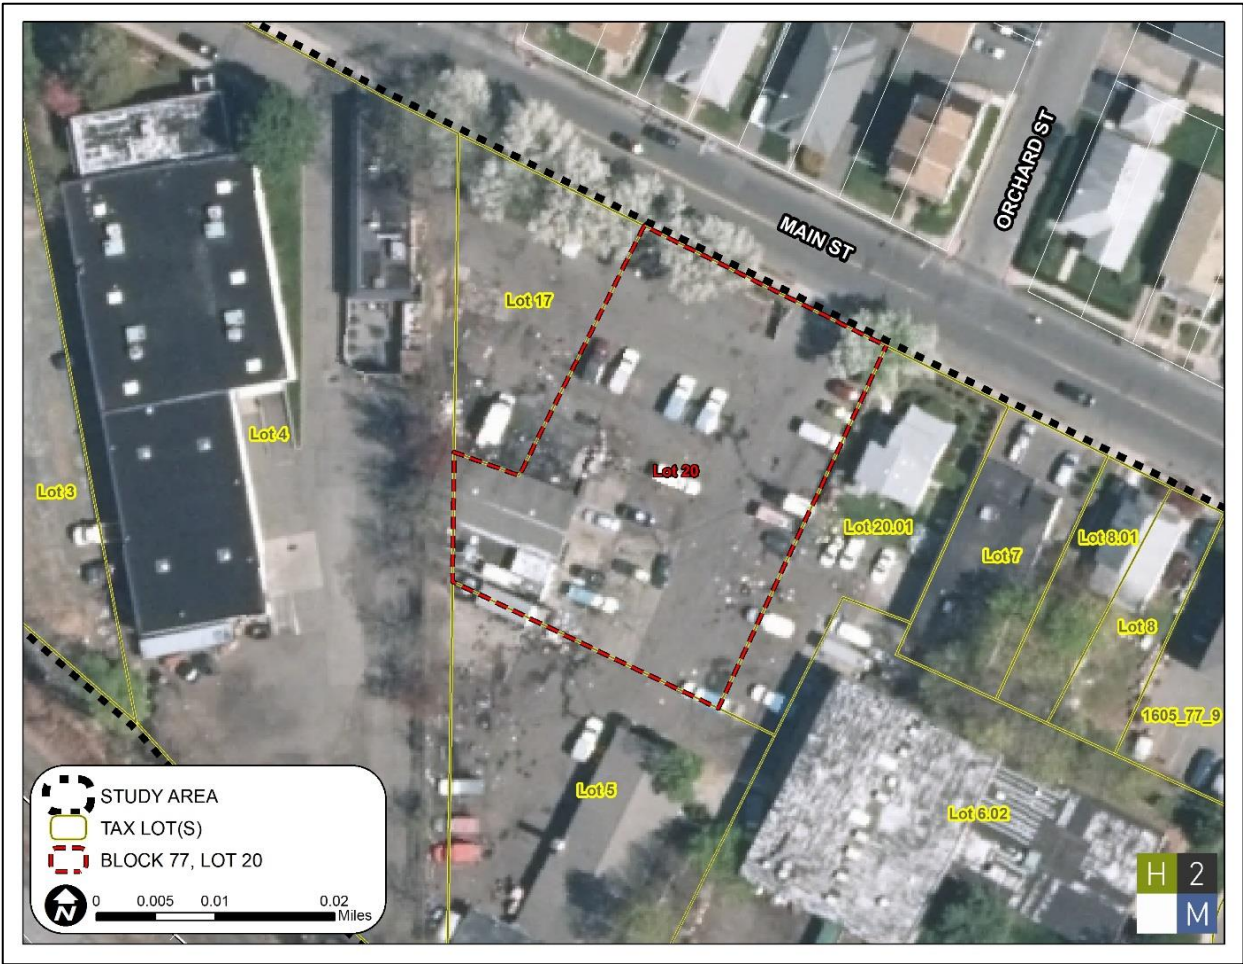 ORCHARD ST
MAIN ST
Lot 17
Lot 4
Lot 20
Lot 3
Lot 20.01
Lot 8.01
Lot 7
Lot 8
1605_77_9
Lot 5
Lot 6.02
STUDY AREA
TAX LOT(S)
BLOCK 77, LOT 20
N
0 0.005 0.01 0.02
Miles
H 2
M